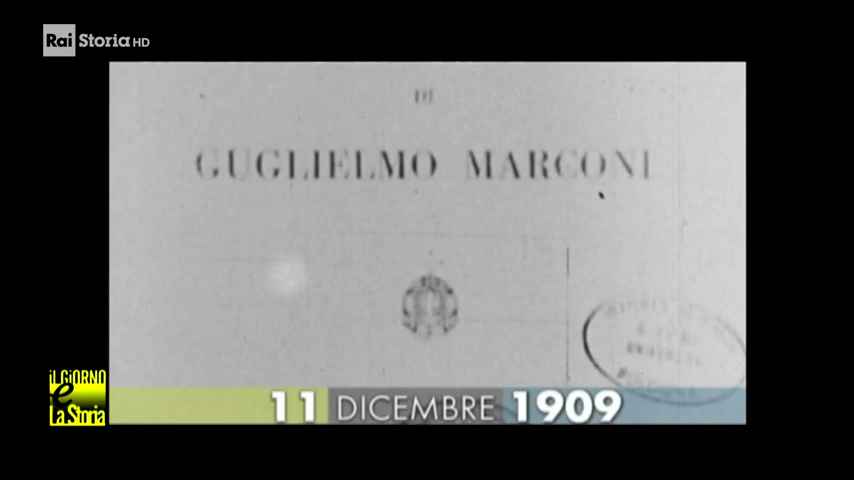 Rai Storia HD
DI
GUGLIELMO MARCONI
iL GiORNO
e
La Storia
11 DICEMBRE 1909